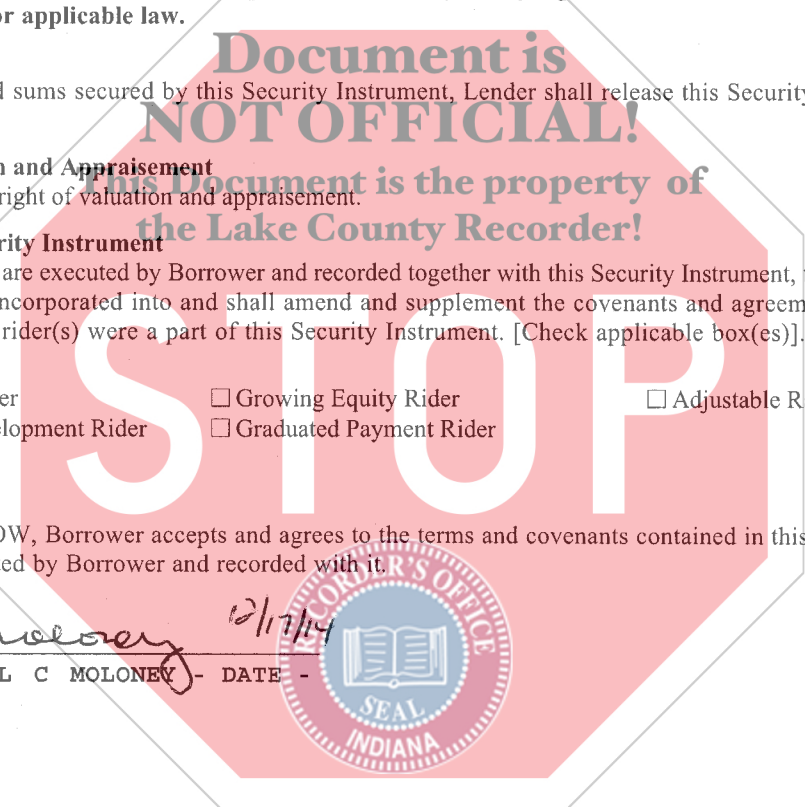 or applicable law.
Document is
sums secured by this Security Instrument, Lender shall release this Security
NOT OFFICIAL!
and Appraisement
This Document is the property of
right of valuation and appraisement.
the Lake County Recorder!
rity Instrument
are executed by Borrower and recorded together with this Security Instrument,
ncorporated into and shall amend and supplement the covenants and agreem
rider(s) were a part of this Security Instrument. [Check applicable box(es)].
STOP
er ☐ Growing Equity Rider ☐ Adjustable R
elopment Rider ☐ Graduated Payment Rider
OW, Borrower accepts and agrees to the terms and covenants contained in this
ed by Borrower and recorded with it.
RECORDER'S OFFICE
12/17/14
oloney
L C MOLONEY - DATE -
SEAL
INDIANA